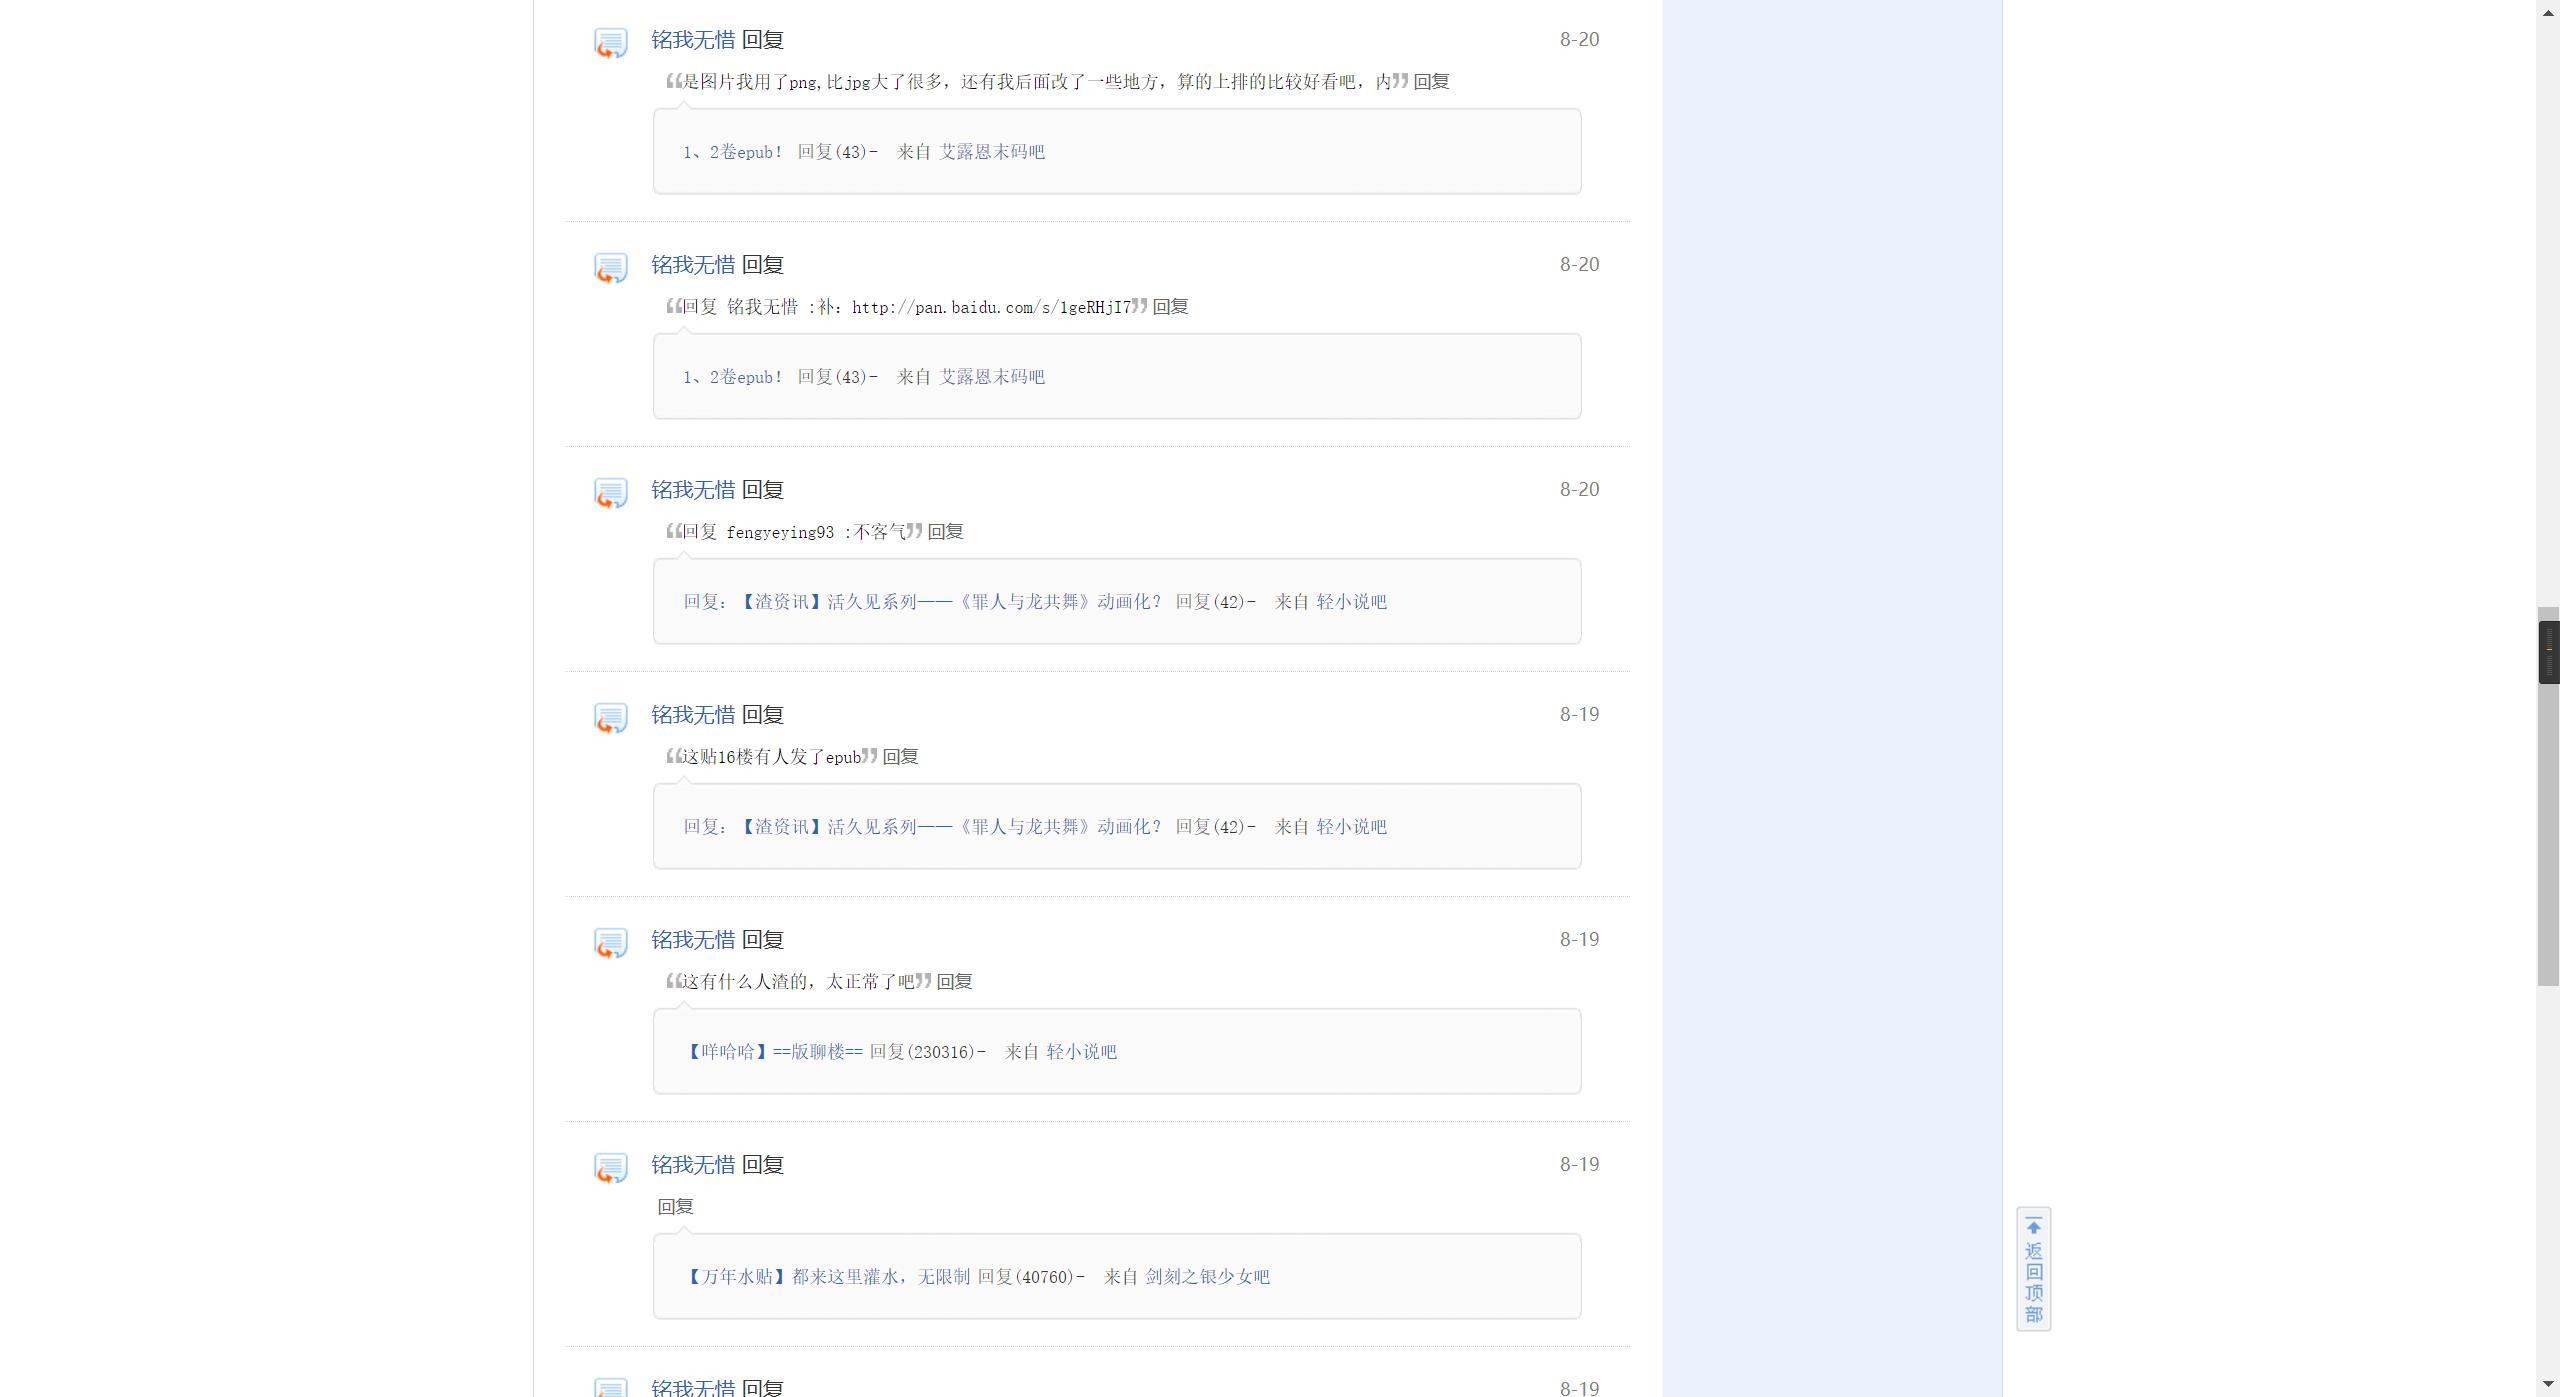 铭我无惜 回复 8-20
“是图片我用了png,比jpg大了很多，还有我后面改了一些地方，算的上排的比较好看吧，内” 回复
1、2卷epub！ 回复(43)- 来自 艾露恩末码吧
铭我无惜 回复 8-20
“回复 铭我无惜 :补：http://pan.baidu.com/s/1geRHjI7” 回复
1、2卷epub！ 回复(43)- 来自 艾露恩末码吧
铭我无惜 回复 8-20
“回复 fengyeying93 :不客气” 回复
回复：【渣资讯】活久见系列——《罪人与龙共舞》动画化？ 回复(42)- 来自 轻小说吧
铭我无惜 回复 8-19
“这贴16楼有人发了epub” 回复
回复：【渣资讯】活久见系列——《罪人与龙共舞》动画化？ 回复(42)- 来自 轻小说吧
铭我无惜 回复 8-19
“这有什么人渣的，太正常了吧” 回复
【咩哈哈】==版聊楼== 回复(230316)- 来自 轻小说吧
铭我无惜 回复 8-19
回复
【万年水贴】都来这里灌水，无限制 回复(40760)- 来自 剑刻之银少女吧
铭我无惜 回复 8-19
返回顶部